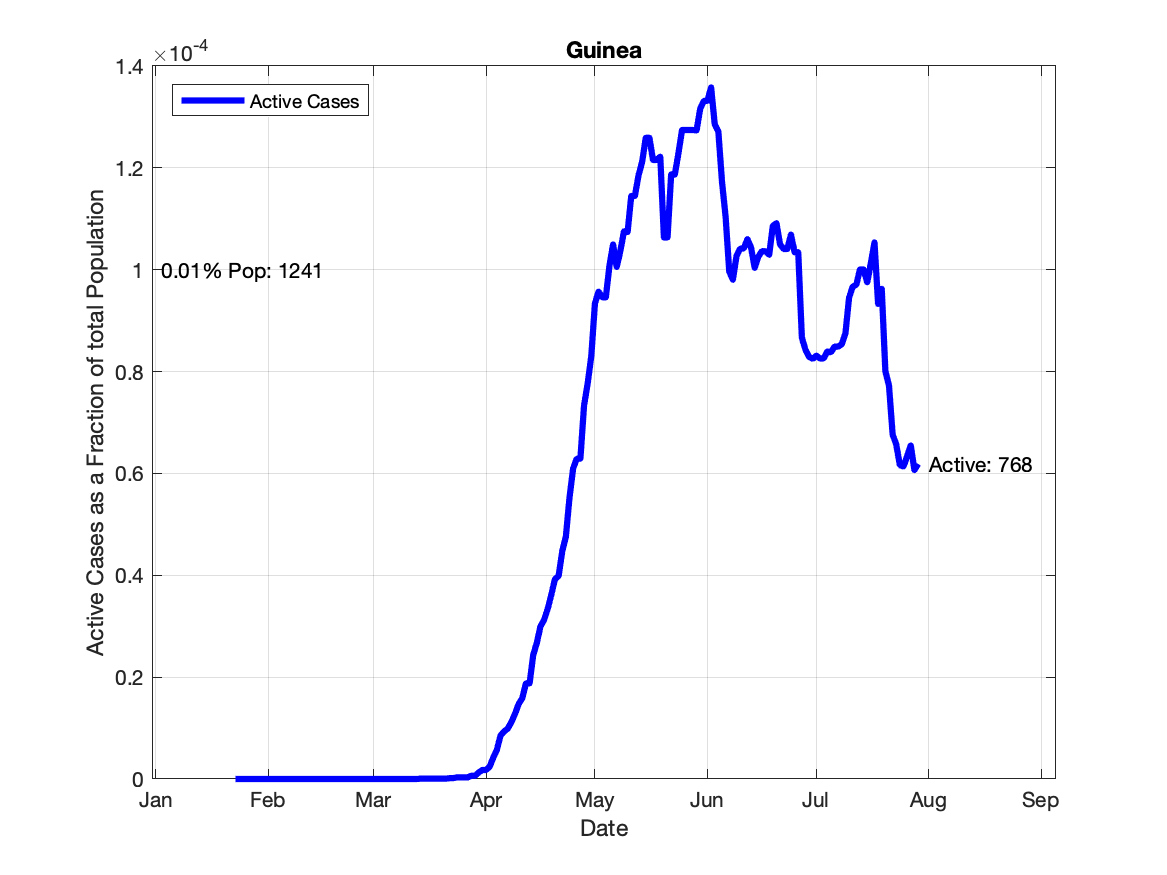 Guinea
×10-4
1.4
1.2
1
0.8
0.6
0.4
0.2
0
Active Cases as a Fraction of total Population
Active Cases
0.01% Pop: 1241
Active: 768
Jan Feb Mar Apr May Jun Jul Aug Sep
Date